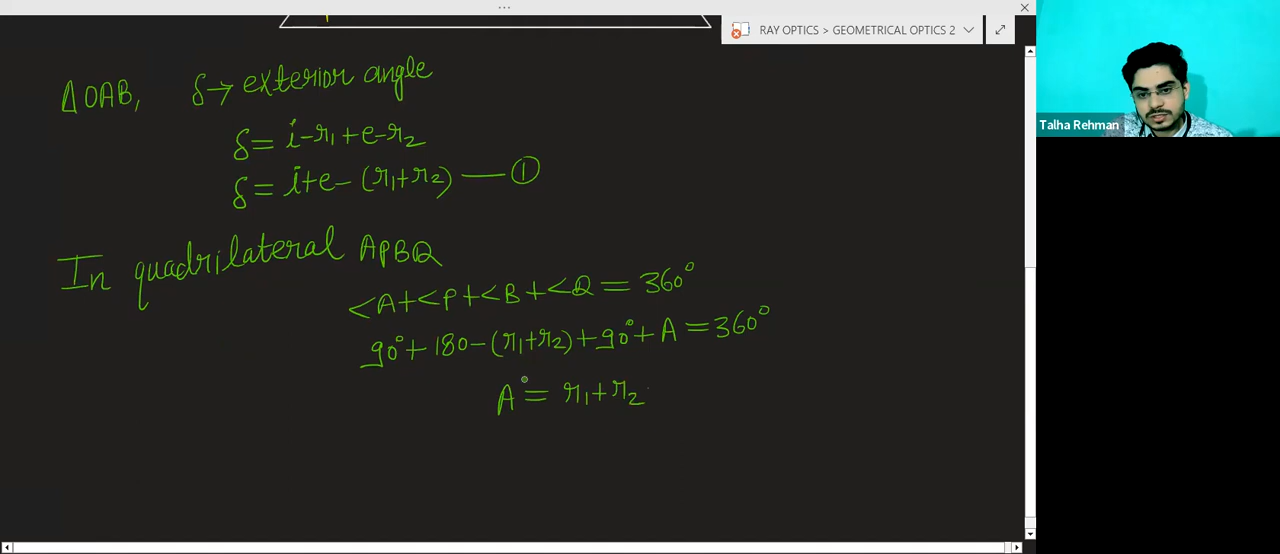 RAY OPTICS > GEOMETRICAL OPTICS 2
Talha Rehman
ΔOAB, δ→ exterior angle
δ = i-r₁+e-r₂
δ = i+e-(r₁+r₂) — ①
In quadrilateral APBQ
<A+<P+<B+<Q = 360°
90°+180-(r₁+r₂)+90°+A = 360°
A = r₁+r₂